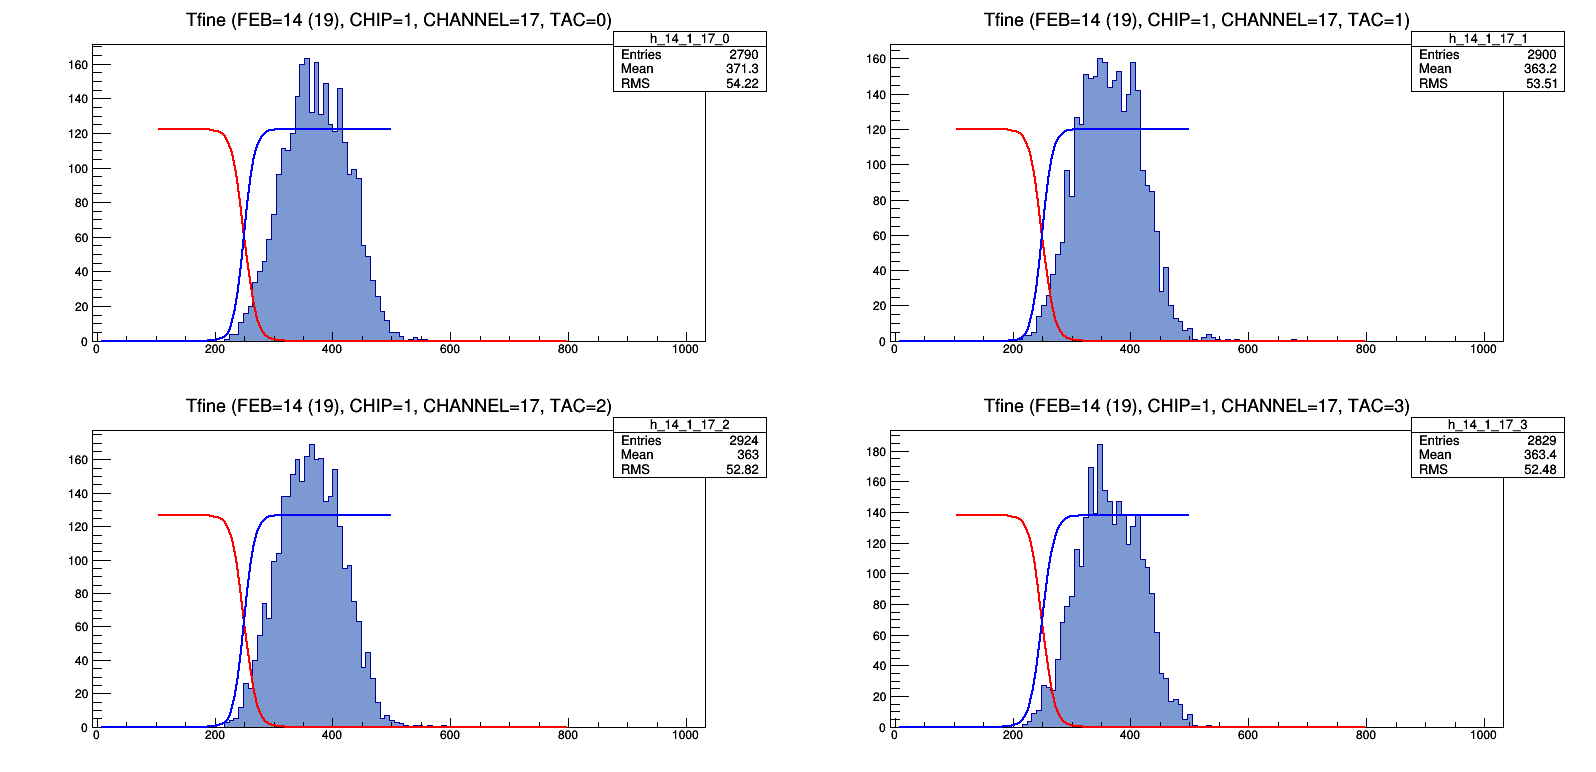 Tfine (FEB=14 (19), CHIP=1, CHANNEL=17, TAC=0)
h_14_1_17_0
Entries 2790
Mean 371.3
RMS 54.22
160
140
120
100
80
60
40
20
0
0 200 400 600 800 1000
Tfine (FEB=14 (19), CHIP=1, CHANNEL=17, TAC=1)
h_14_1_17_1
Entries 2900
Mean 363.2
RMS 53.51
160
140
120
100
80
60
40
20
0
0 200 400 600 800 1000
Tfine (FEB=14 (19), CHIP=1, CHANNEL=17, TAC=2)
h_14_1_17_2
Entries 2924
Mean 363
RMS 52.82
160
140
120
100
80
60
40
20
0
0 200 400 600 800 1000
Tfine (FEB=14 (19), CHIP=1, CHANNEL=17, TAC=3)
h_14_1_17_3
Entries 2829
Mean 363.4
RMS 52.48
180
160
140
120
100
80
60
40
20
0
0 200 400 600 800 1000